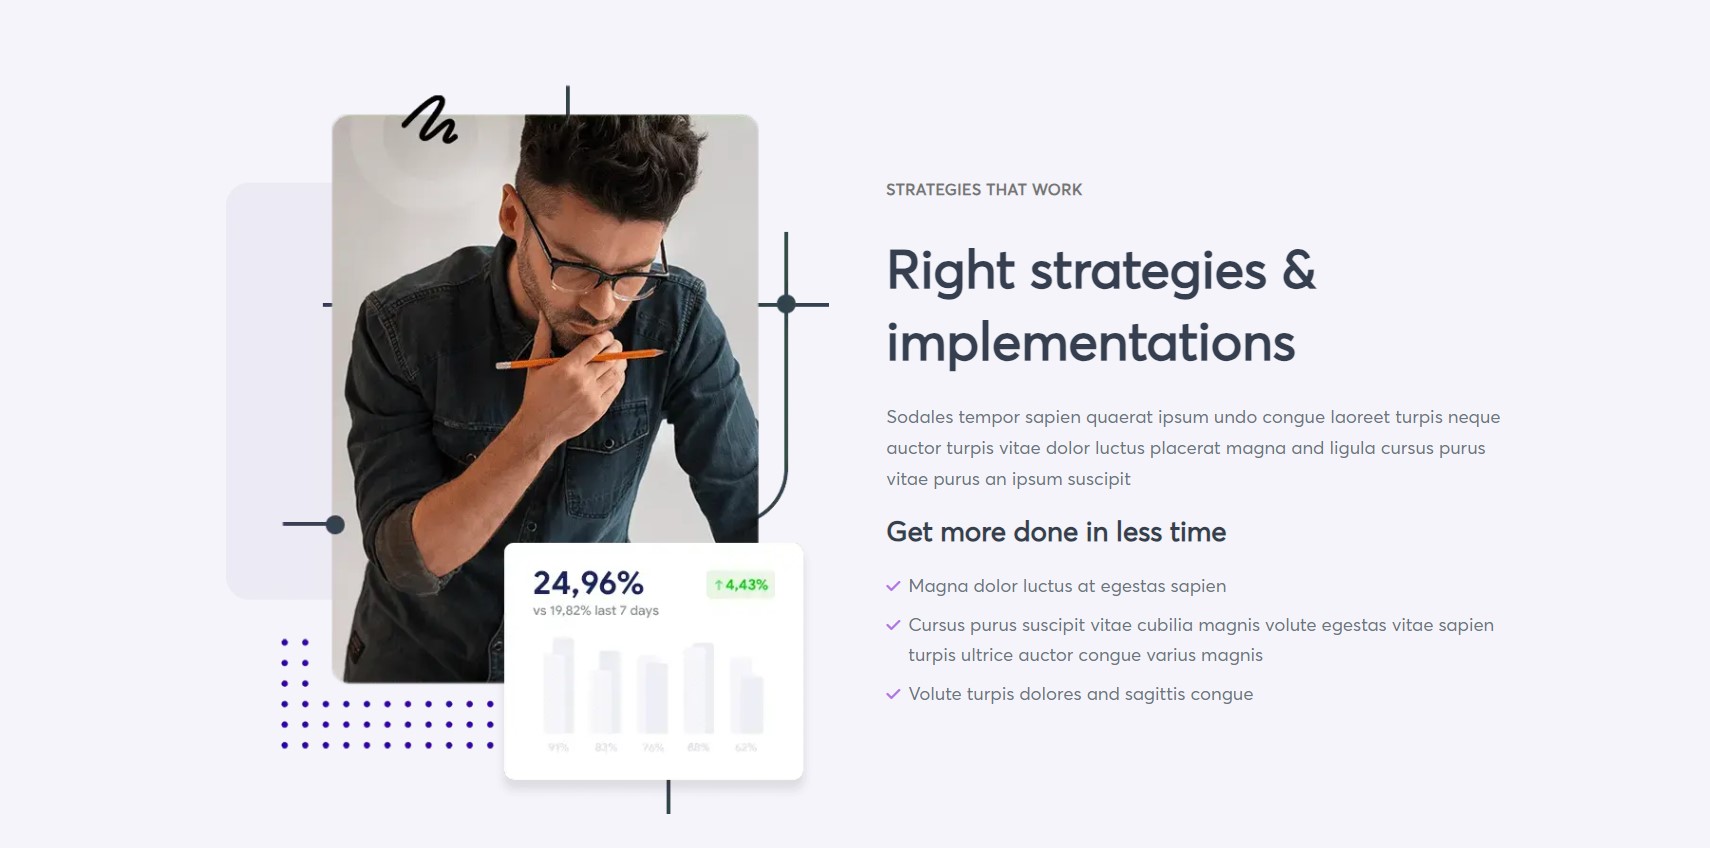 STRATEGIES THAT WORK
Right strategies &
implementations
Sodales tempor sapien quaerat ipsum undo congue laoreet turpis neque
auctor turpis vitae dolor luctus placerat magna and ligula cursus purus
vitae purus an ipsum suscipit
Get more done in less time
Magna dolor luctus at egestas sapien
Cursus purus suscipit vitae cubilia magnis volute egestas vitae sapien
turpis ultrice auctor congue varius magnis
Volute turpis dolores and sagittis congue
24,96% ↑4,43%
vs 19,82% last 7 days
91% 83% 76% 88% 62%